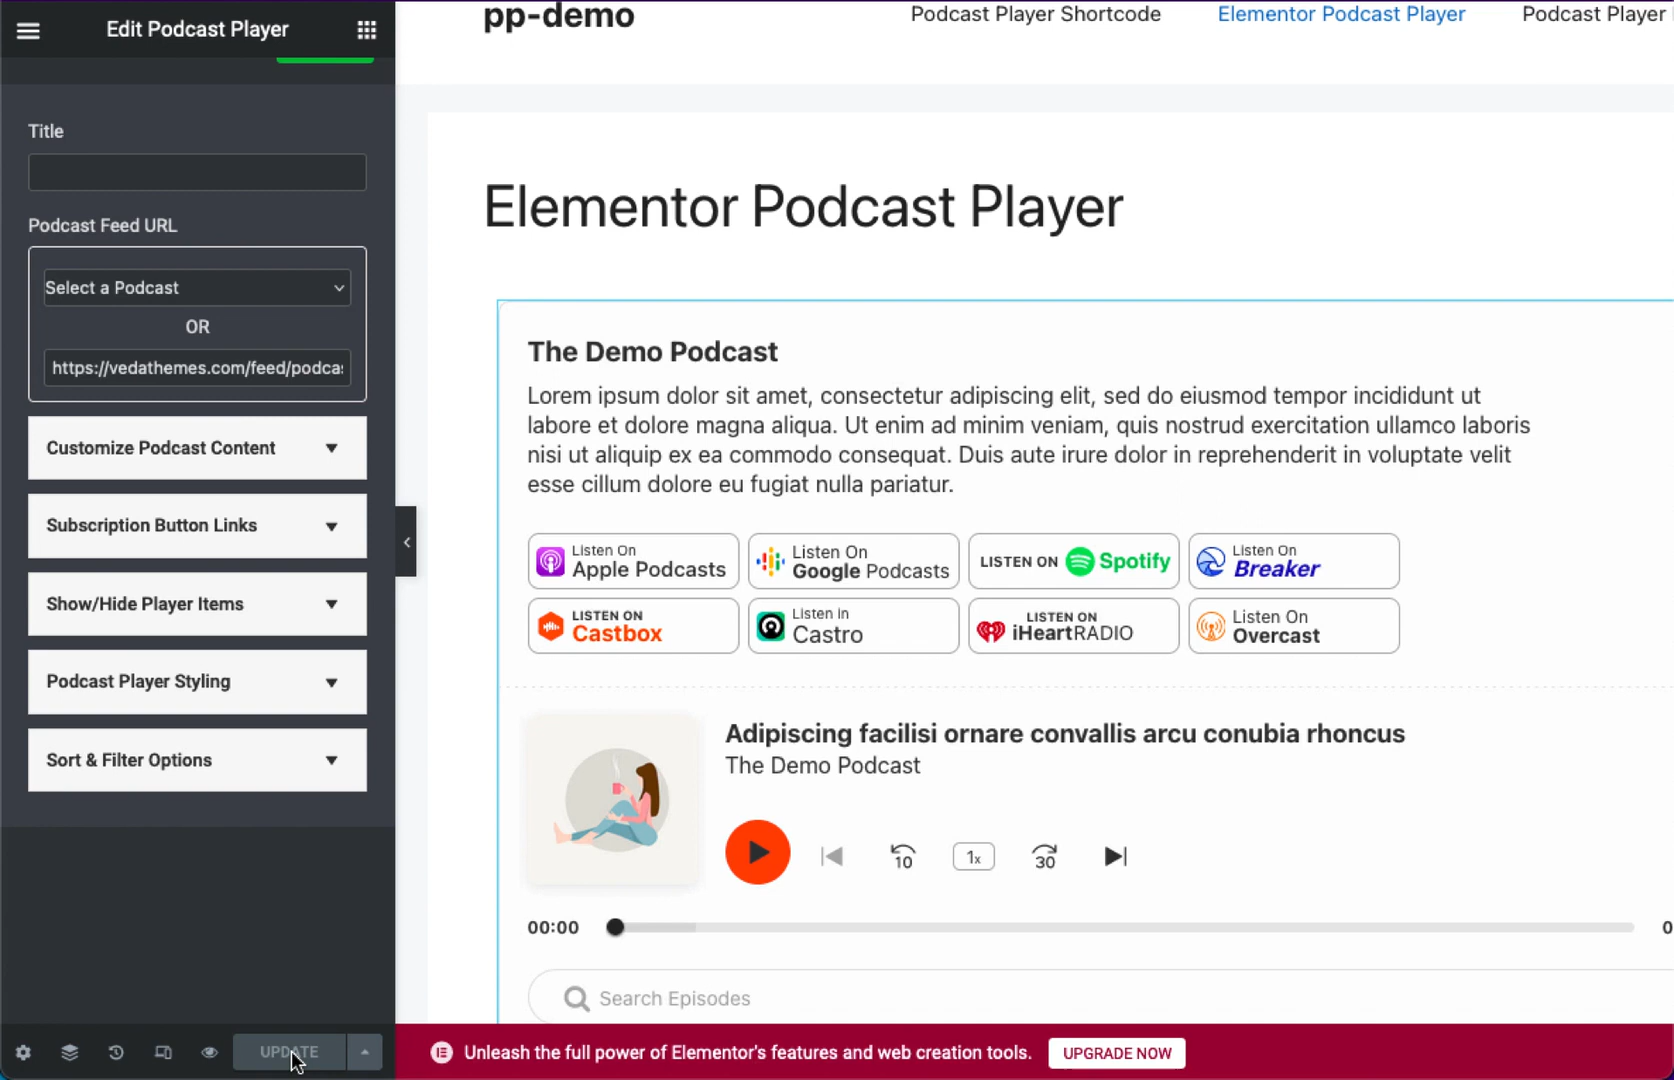 Edit Podcast Player
pp-demo
Podcast Player Shortcode
Elementor Podcast Player
Podcast Player
Title
Podcast Feed URL
Select a Podcast
OR
https://vedathemes.com/feed/podca
Customize Podcast Content
Subscription Button Links
Show/Hide Player Items
Podcast Player Styling
Sort & Filter Options
UPDATE
Elementor Podcast Player
The Demo Podcast
Lorem ipsum dolor sit amet, consectetur adipiscing elit, sed do eiusmod tempor incididunt ut
labore et dolore magna aliqua. Ut enim ad minim veniam, quis nostrud exercitation ullamco laboris
nisi ut aliquip ex ea commodo consequat. Duis aute irure dolor in reprehenderit in voluptate velit
esse cillum dolore eu fugiat nulla pariatur.
Listen On
Apple Podcasts
Listen On
Google Podcasts
LISTEN ON Spotify
Listen On
Breaker
LISTEN ON
Castbox
Listen in
Castro
LISTEN ON
iHeartRADIO
Listen On
Overcast
Adipiscing facilisi ornare convallis arcu conubia rhoncus
The Demo Podcast
10
1x
30
00:00
0
Search Episodes
Unleash the full power of Elementor's features and web creation tools.
UPGRADE NOW